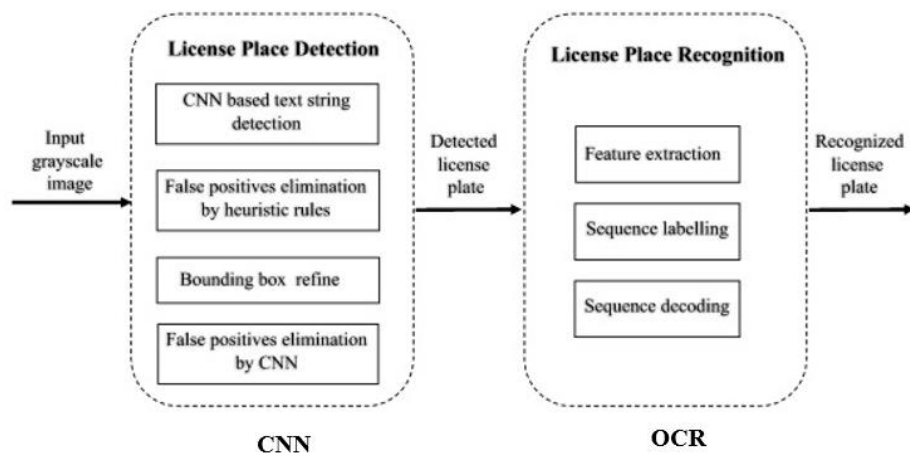 License Place Detection
CNN based text string
detection
False positives elimination
by heuristic rules
Bounding box refine
False positives elimination
by CNN
CNN
Input
grayscale
image
Detected
license
plate
License Place Recognition
Feature extraction
Sequence labelling
Sequence decoding
OCR
Recognized
license
plate